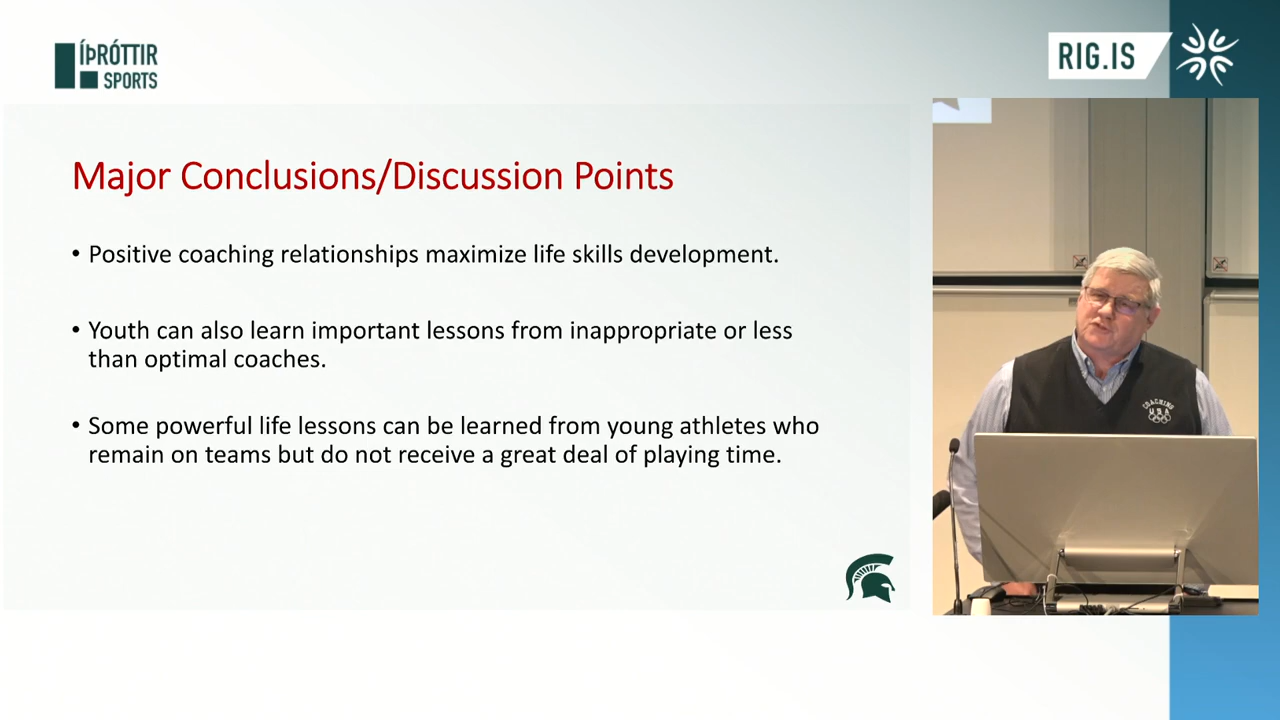 ÍÞRÓTTIR
SPORTS
RIG.IS
Major Conclusions/Discussion Points
• Positive coaching relationships maximize life skills development.
• Youth can also learn important lessons from inappropriate or less
than optimal coaches.
• Some powerful life lessons can be learned from young athletes who
remain on teams but do not receive a great deal of playing time.
COACHING
USA